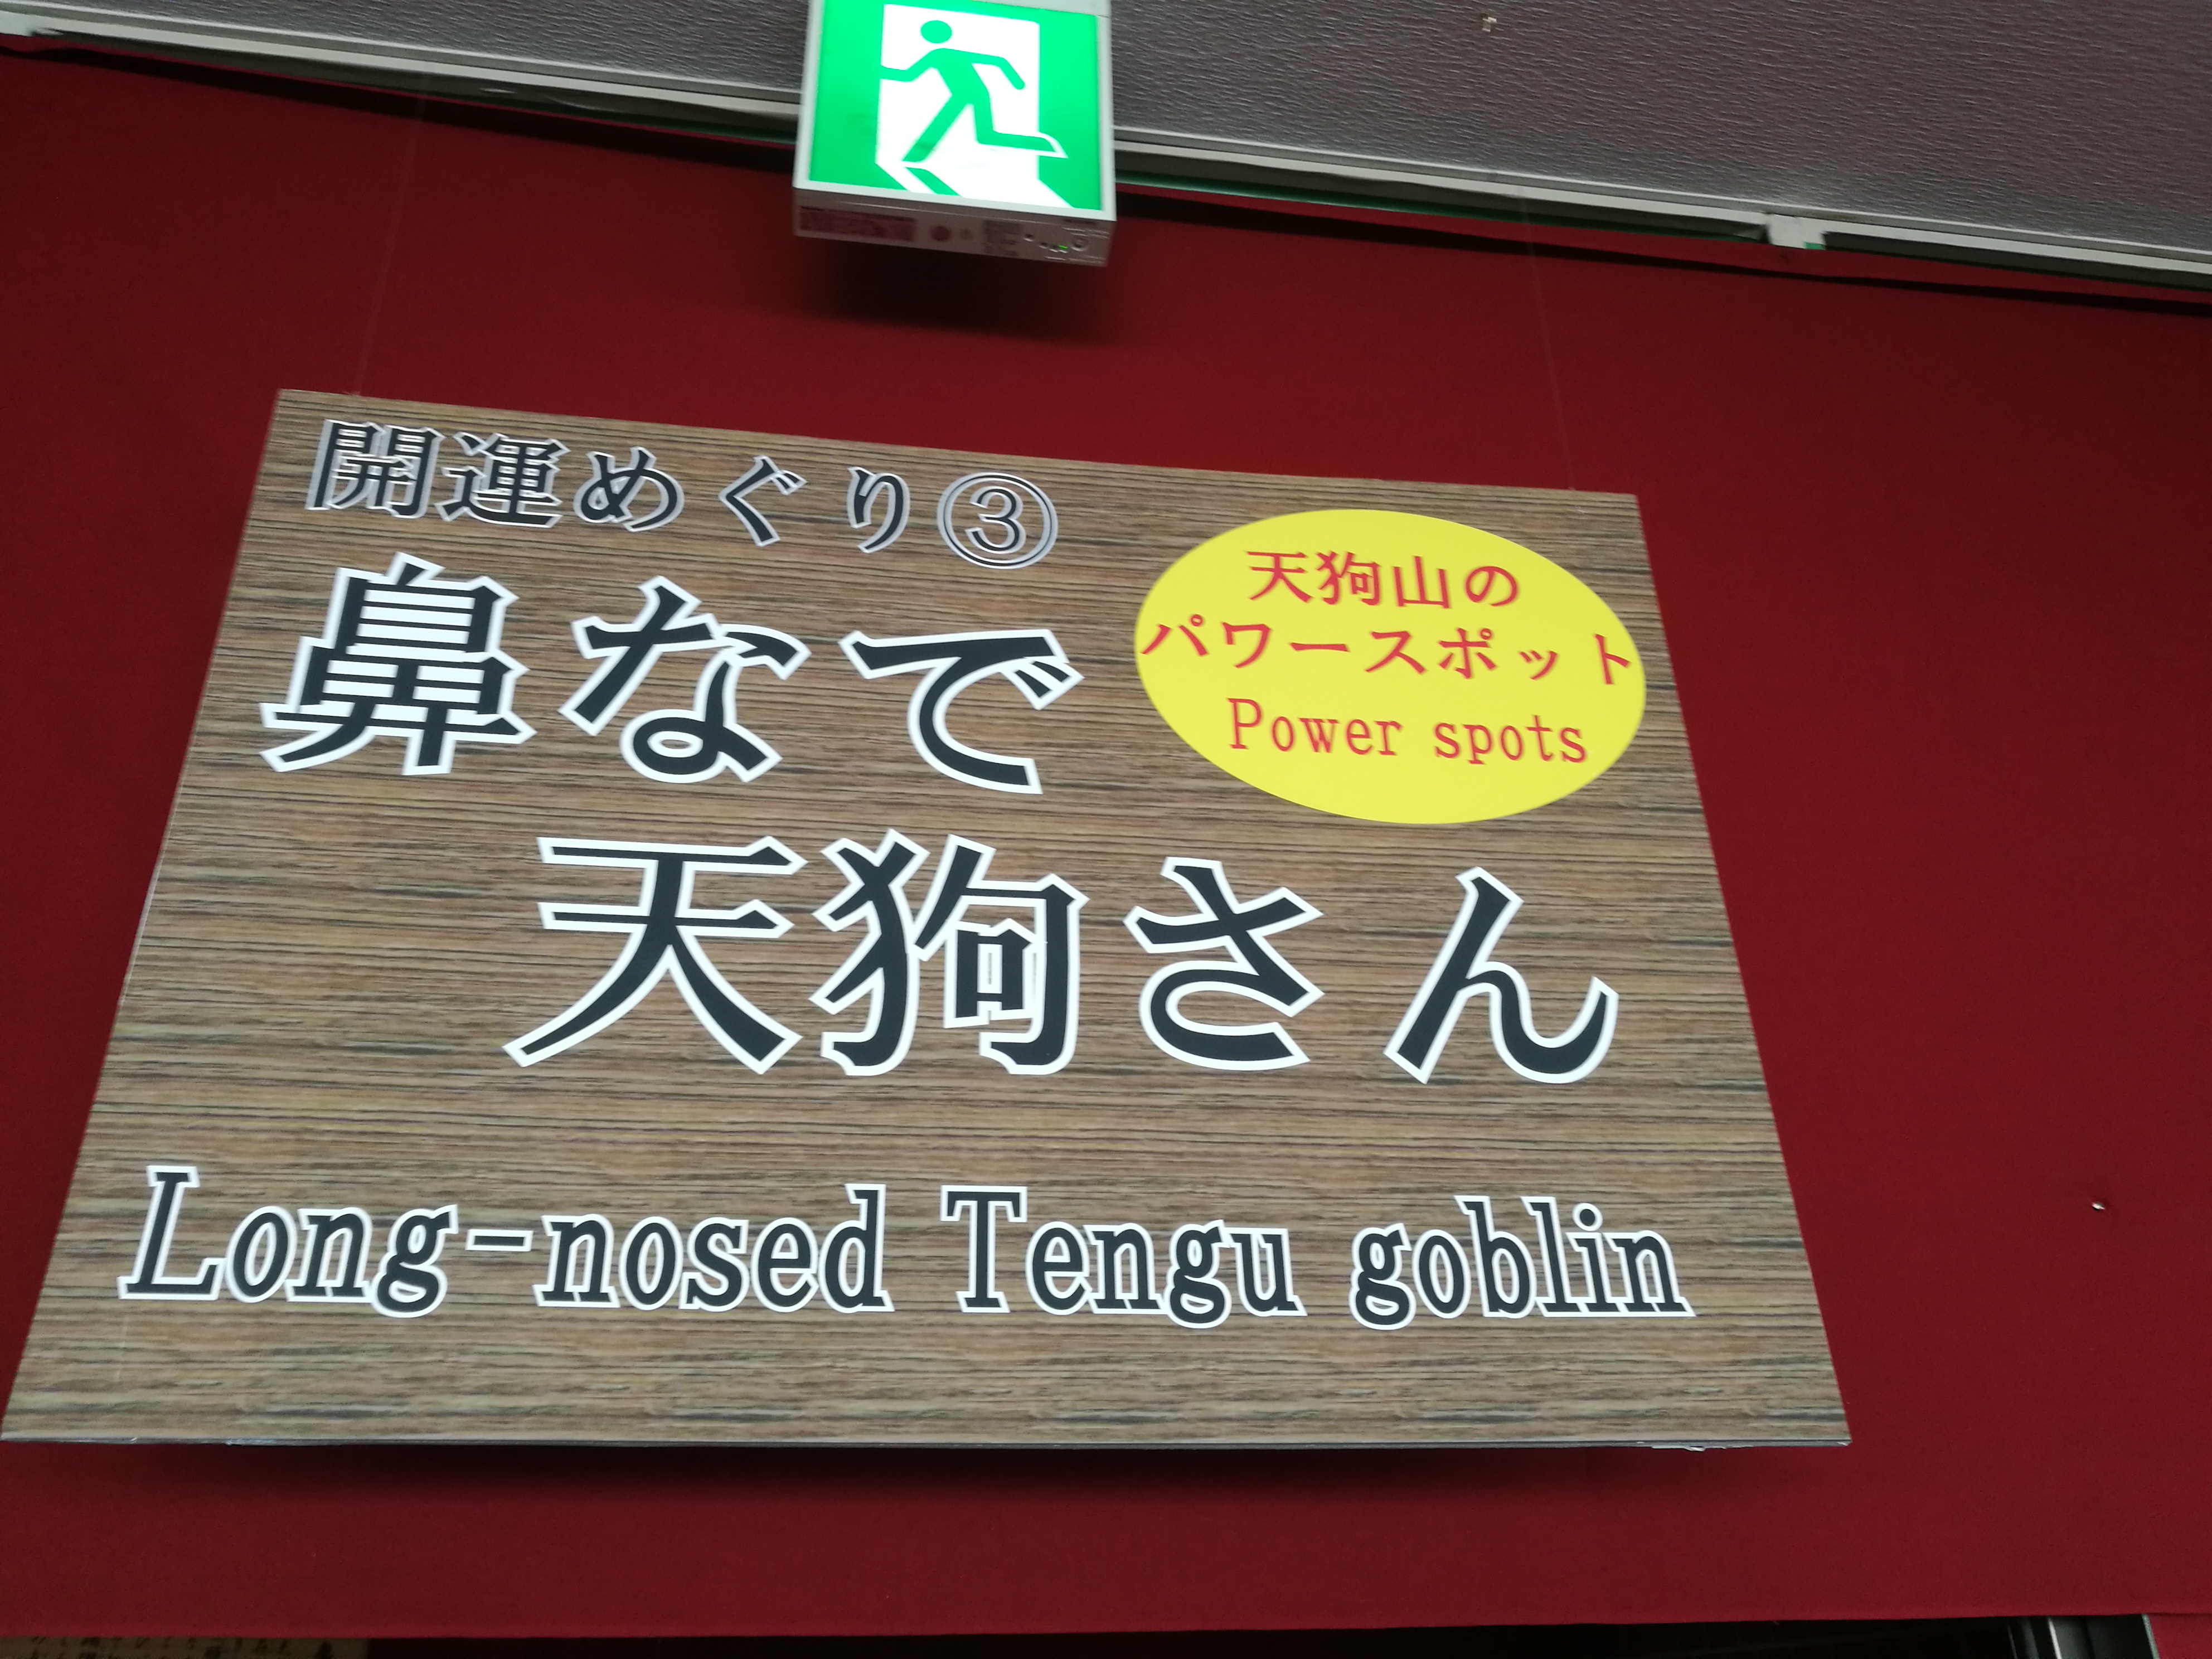 開運めぐり③
天狗山の
パワースポット
Power spots
鼻なで
天狗さん
Long-nosed Tengu goblin